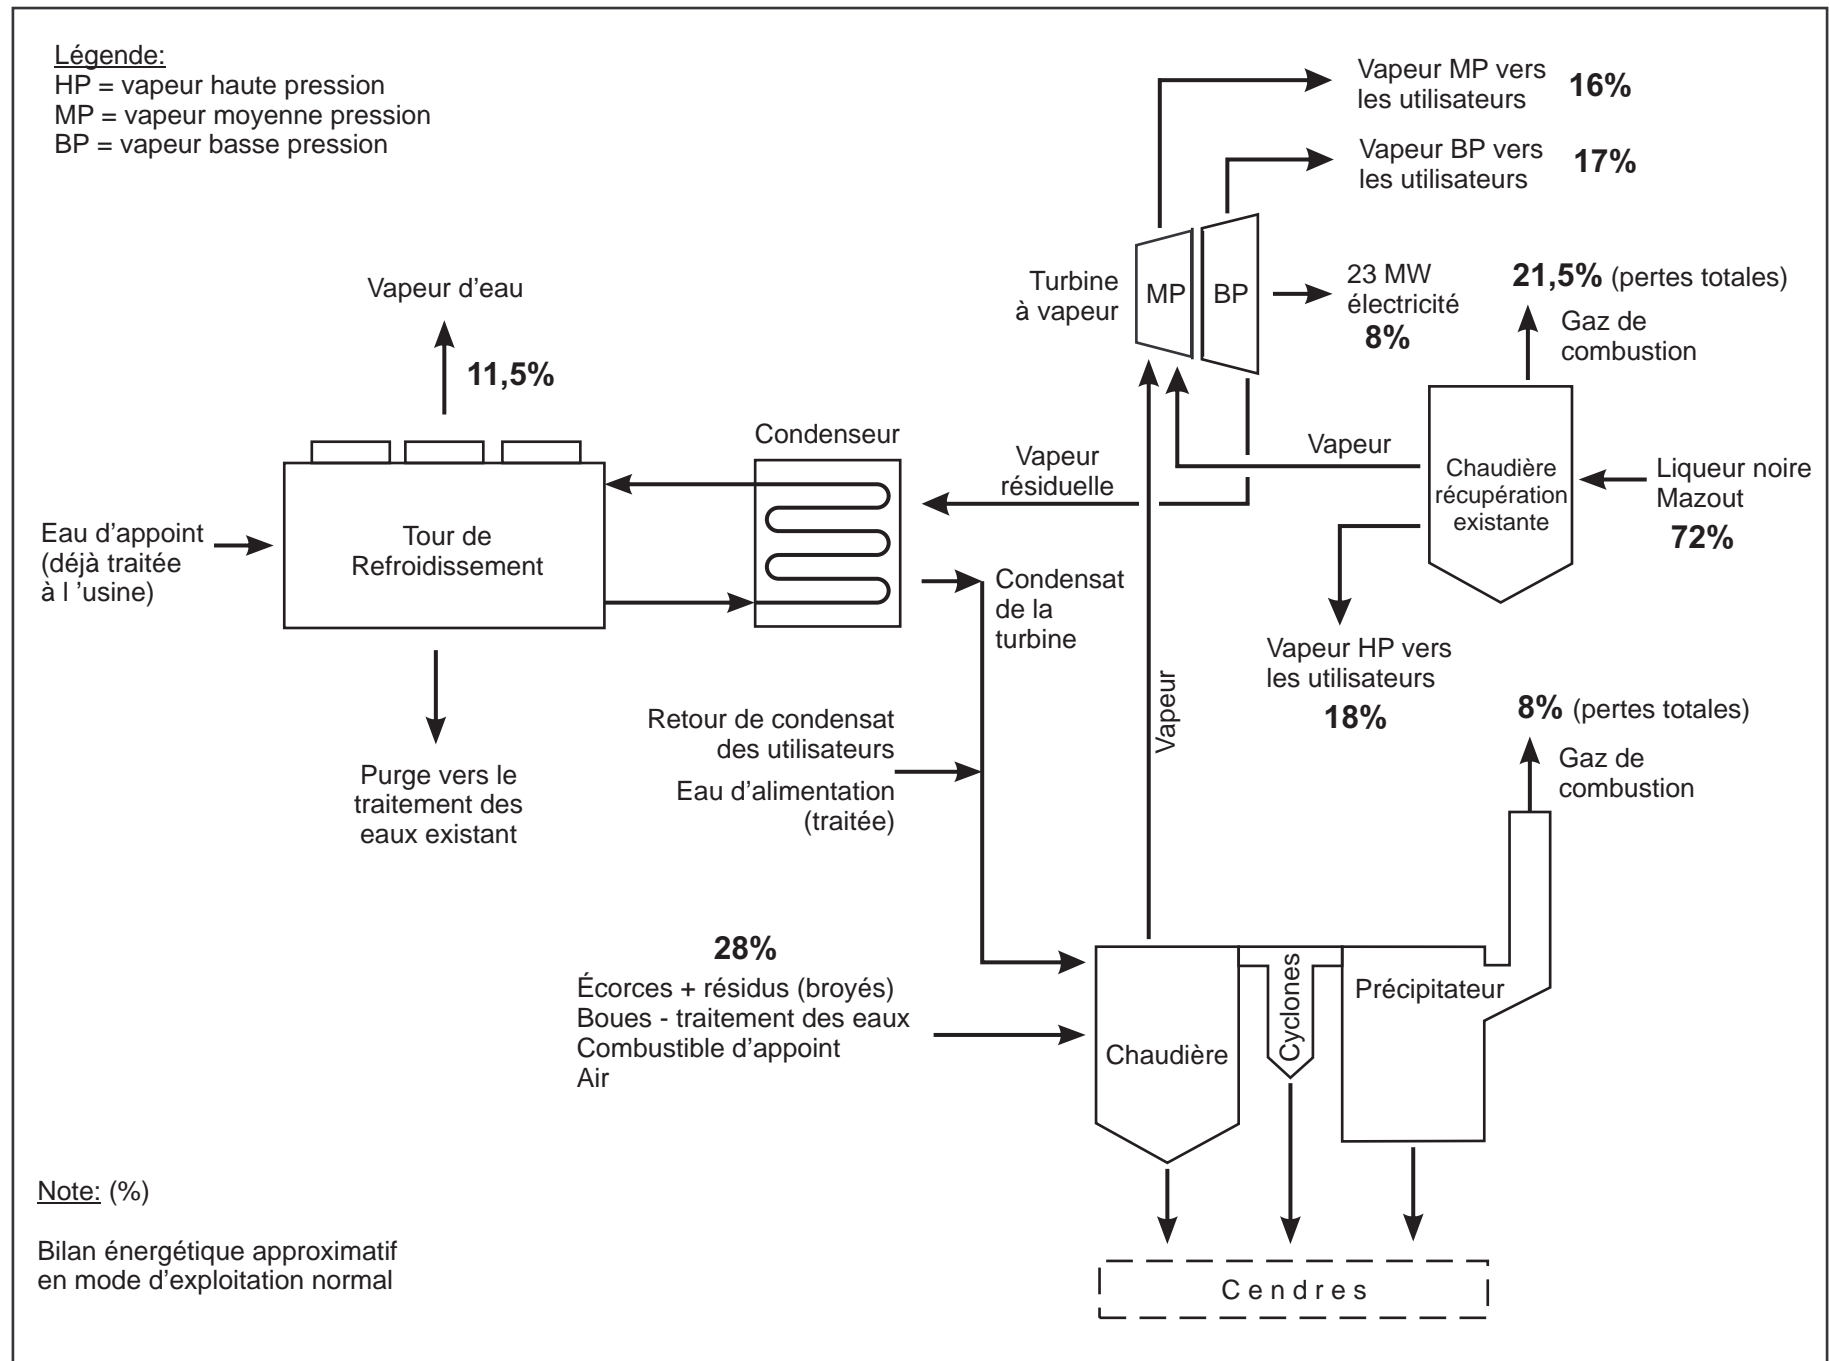 Légende:
HP = vapeur haute pression
MP = vapeur moyenne pression
BP = vapeur basse pression
Vapeur MP vers
les utilisateurs
16%
Vapeur BP vers
les utilisateurs
17%
Turbine
à vapeur
MP
BP
23 MW
électricité
8%
21,5% (pertes totales)
Gaz de
combustion
Vapeur d’eau
11,5%
Condenseur
Vapeur
résiduelle
Vapeur
Chaudière
récupération
existante
Liqueur noire
Mazout
72%
Eau d’appoint
(déjà traitée
à l ’usine)
Tour de
Refroidissement
Condensat
de la
turbine
Vapeur HP vers
les utilisateurs
18%
Vapeur
8% (pertes totales)
Gaz de
combustion
Purge vers le
traitement des
eaux existant
Retour de condensat
des utilisateurs
Eau d’alimentation
(traitée)
28%
Écorces + résidus (broyés)
Boues - traitement des eaux
Combustible d’appoint
Air
Chaudière
Cyclones
Précipitateur
Note: (%)
Bilan énergétique approximatif
en mode d’exploitation normal
Cendres